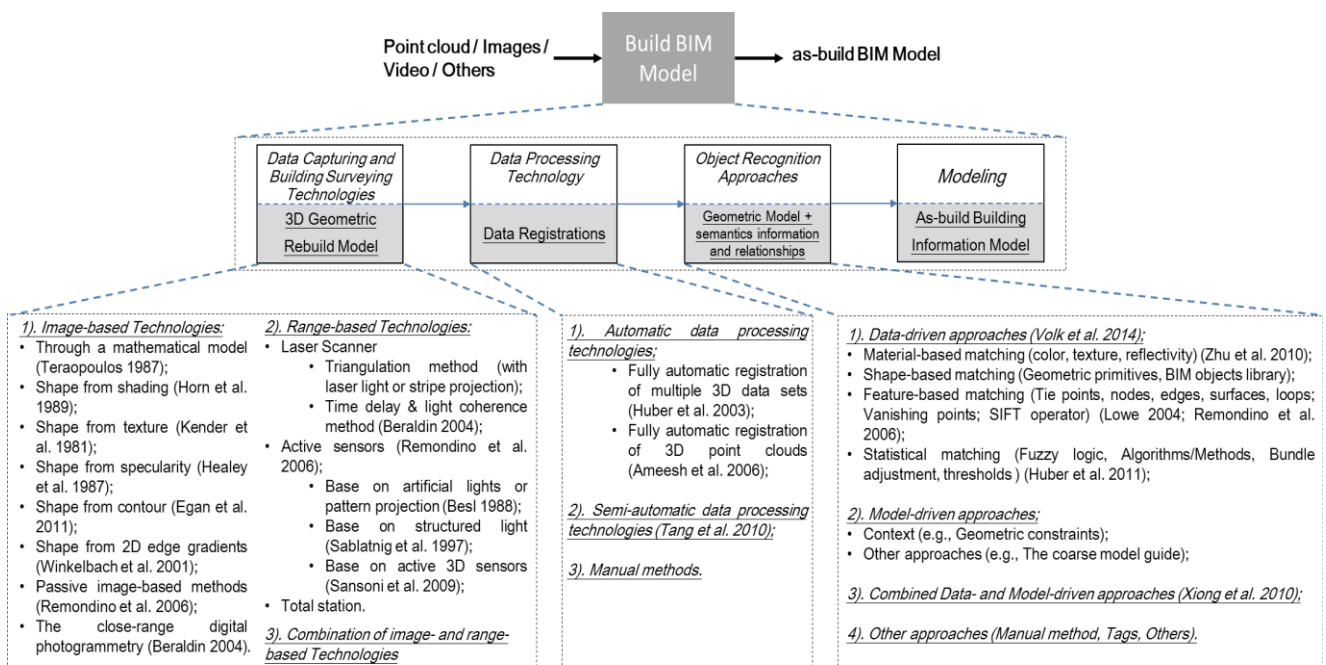 Point cloud / Images /
Video / Others
Build BIM
Model
as-build BIM Model
Data Capturing and
Building Surveying
Technologies
3D Geometric
Rebuild Model
Data Processing
Technology
Data Registrations
Object Recognition
Approaches
Geometric Model +
semantics information
and relationships
Modeling
As-build Building
Information Model
1). Image-based Technologies:
• Through a mathematical model
(Teraopoulos 1987);
• Shape from shading (Horn et al.
1989);
• Shape from texture (Kender et
al. 1981);
• Shape from specularity (Healey
et al. 1987);
• Shape from contour (Egan et al.
2011);
• Shape from 2D edge gradients
(Winkelbach et al. 2001);
• Passive image-based methods
(Remondino et al. 2006);
• The close-range digital
photogrammetry (Beraldin 2004).
2). Range-based Technologies:
• Laser Scanner
• Triangulation method (with
laser light or stripe projection);
• Time delay & light coherence
method (Beraldin 2004);
• Active sensors (Remondino et al.
2006);
• Base on artificial lights or
pattern projection (Besl 1988);
• Base on structured light
(Sablatnig et al. 1997);
• Base on active 3D sensors
(Sansoni et al. 2009);
• Total station.
3). Combination of image- and range-
based Technologies
1). Automatic data processing
technologies;
• Fully automatic registration
of multiple 3D data sets
(Huber et al. 2003);
• Fully automatic registration
of 3D point clouds
(Ameesh et al. 2006);
2). Semi-automatic data processing
technologies (Tang et al. 2010);
3). Manual methods.
1). Data-driven approaches (Volk et al. 2014);
• Material-based matching (color, texture, reflectivity) (Zhu et al. 2010);
• Shape-based matching (Geometric primitives, BIM objects library);
• Feature-based matching (Tie points, nodes, edges, surfaces, loops;
Vanishing points; SIFT operator) (Lowe 2004; Remondino et al.
2006);
• Statistical matching (Fuzzy logic, Algorithms/Methods, Bundle
adjustment, thresholds ) (Huber et al. 2011);
2). Model-driven approaches;
• Context (e.g., Geometric constraints);
• Other approaches (e.g., The coarse model guide);
3). Combined Data- and Model-driven approaches (Xiong et al. 2010);
4). Other approaches (Manual method, Tags, Others).